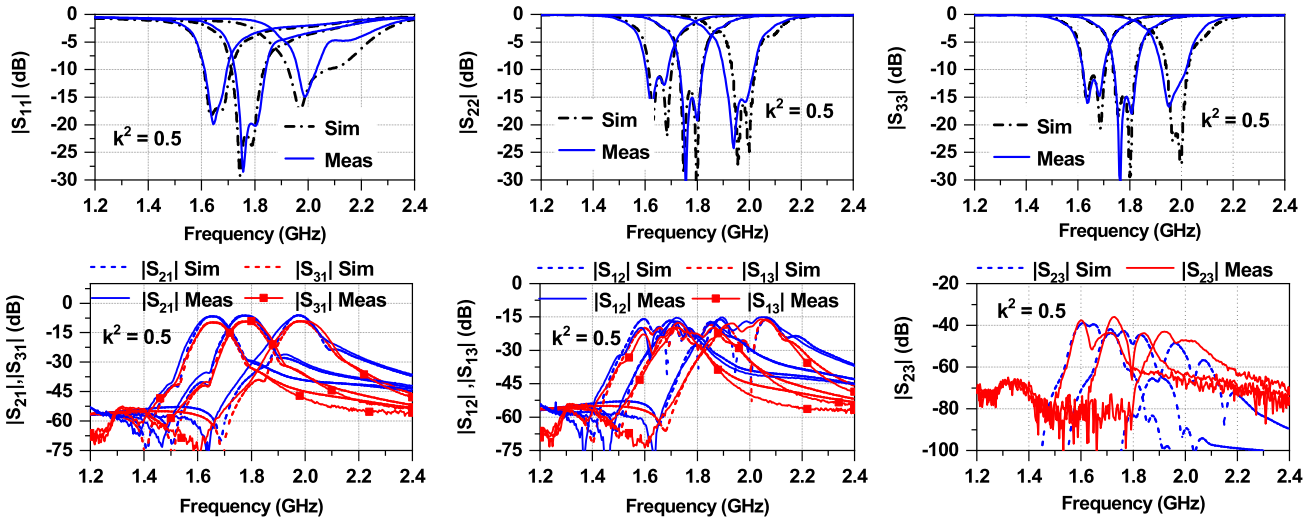 |S11| (dB)
0
-5
-10
-15
-20
-25
-30
k² = 0.5
Sim
Meas
1.2 1.4 1.6 1.8 2.0 2.2 2.4
Frequency (GHz)
|S22| (dB)
0
-5
-10
-15
-20
-25
-30
k² = 0.5
Sim
Meas
1.2 1.4 1.6 1.8 2.0 2.2 2.4
Frequency (GHz)
|S33| (dB)
0
-5
-10
-15
-20
-25
-30
k² = 0.5
Sim
Meas
1.2 1.4 1.6 1.8 2.0 2.2 2.4
Frequency (GHz)
|S21| Sim |S31| Sim
|S21| Meas |S31| Meas
|S21|,|S31| (dB)
0
-15
-30
-45
-60
-75
k² = 0.5
1.2 1.4 1.6 1.8 2.0 2.2 2.4
Frequency (GHz)
|S12| Sim |S13| Sim
|S12| Meas |S13| Meas
|S12|,|S13| (dB)
0
-15
-30
-45
-60
-75
k² = 0.5
1.2 1.4 1.6 1.8 2.0 2.2 2.4
Frequency (GHz)
|S23| Sim |S23| Meas
|S23| (dB)
-20
-40
-60
-80
-100
k² = 0.5
1.2 1.4 1.6 1.8 2.0 2.2 2.4
Frequency (GHz)